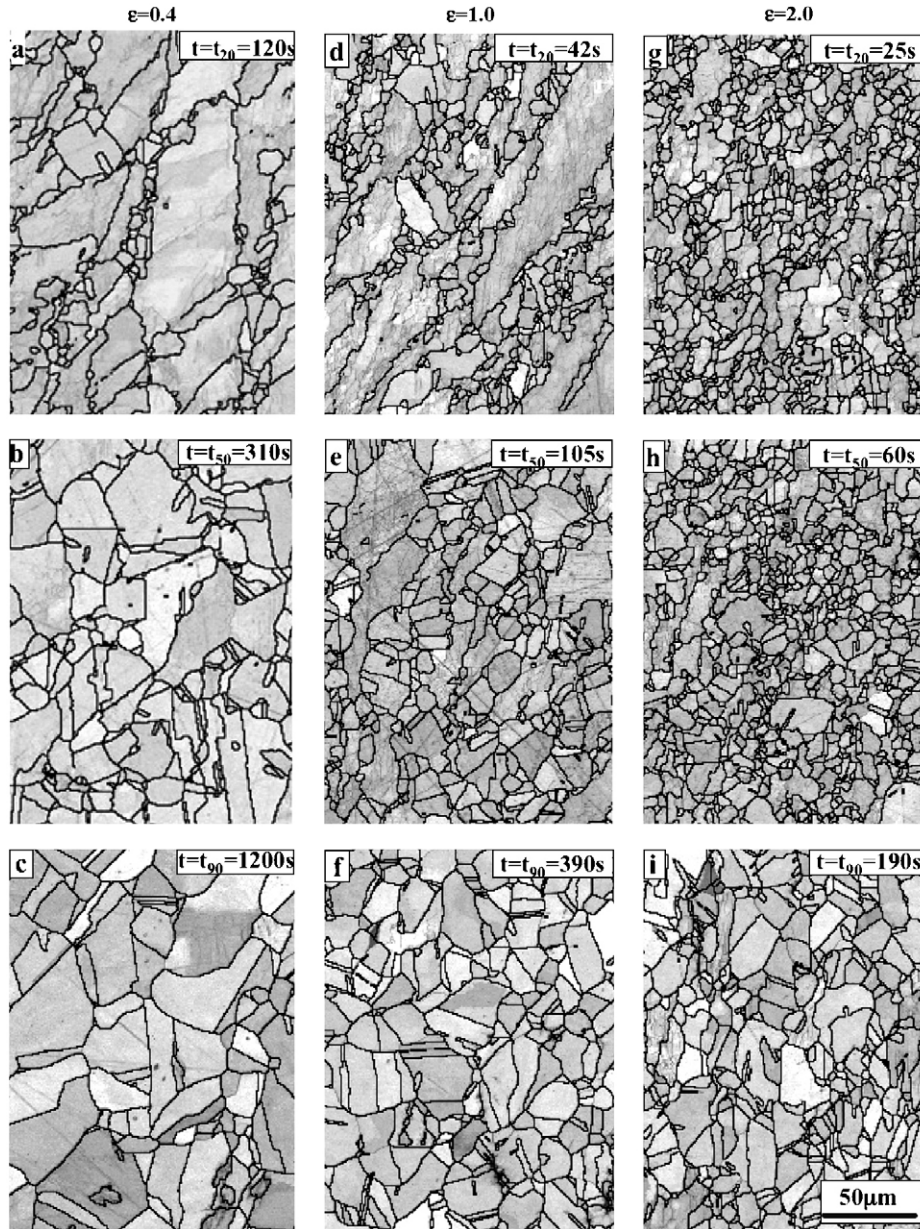 ε=0.4 ε=1.0 ε=2.0
a t=t20=120s d t=t20=42s g t=t20=25s
b t=t50=310s e t=t50=105s h t=t50=60s
c t=t90=1200s f t=t90=390s i t=t90=190s
50μm